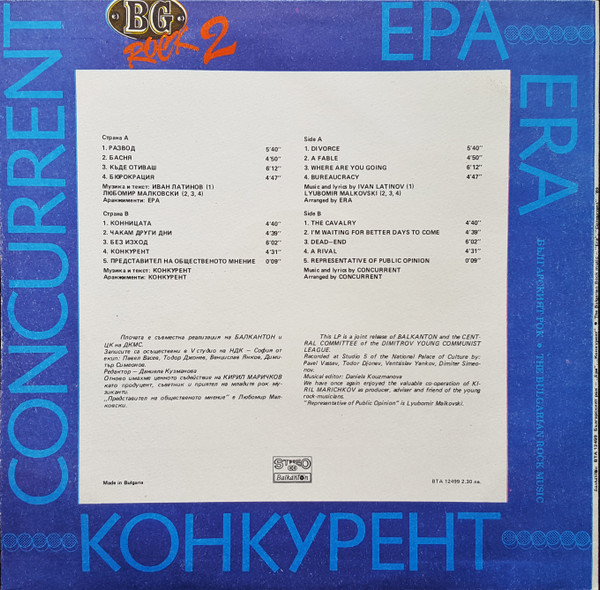 BG
ROCK 2
ЕРА
ERA
CONCURRENT
Страна А
1. РАЗВОД 5'40"
2. БАСНЯ 4'50"
3. КЪДЕ ОТИВАШ 6'12"
4. БЮРОКРАЦИЯ 4'47"
Музика и текст: ИВАН ЛАТИНОВ (1)
ЛЮБОМИР МАЛКОВСКИ (2, 3, 4)
Аранжименти: ЕРА
Страна В
1. КОННИЦАТА 4'40"
2. ЧАКАМ ДРУГИ ДНИ 4'39"
3. БЕЗ ИЗХОД 6'02"
4. КОНКУРЕНТ 4'31"
5. ПРЕДСТАВИТЕЛ НА ОБЩЕСТВЕНОТО МНЕНИЕ 0'09"
Музика и текст: КОНКУРЕНТ
Аранжименти: КОНКУРЕНТ
Side A
1. DIVORCE 5'40"
2. A FABLE 4'50"
3. WHERE ARE YOU GOING 6'12"
4. BUREAUCRACY 4'47"
Music and lyrics by IVAN LATINOV (1)
LYUBOMIR MALKOVSKI (2, 3, 4)
Arranged by ERA
Side B
1. THE CAVALRY 4'40"
2. I'M WAITING FOR BETTER DAYS TO COME 4'39"
3. DEAD—END 6'02"
4. A RIVAL 4'31"
5. REPRESENTATIVE OF PUBLIC OPINION 0'09"
Music and lyrics by CONCURRENT
Arranged by CONCURRENT
Плочата е съвместна реализация на БАЛКАНТОН и
ЦК на ДКМС.
Записите са осъществени в V студио на НДК — София от
екип: Павел Васев, Тодор Джонев, Венцислав Янков, Димитър
Симеонов.
Редактор — Даниела Кузманова
Отново имахме ценното съдействие на КИРИЛ МАРИЧКОВ
като продуцент, съветник и приятел на младите рок музиканти.
„Представител на общественото мнение" е Любомир Малковски.
This LP is a joint release of BALKANTON and the CENTRAL
COMMITTEE of the DIMITROV YOUNG COMMUNIST
LEAGUE.
Recorded at Studio 5 of the National Palace of Culture by:
Pavel Vassev, Todor Djonev, Ventsislav Yankov, Dimiter Simeonov.
Musical editor: Daniela Kouzmanova
We have once again enjoyed the valuable co-operation of KIRIL
MARICHKOV as producer, adviser and friend of the young
rock-musicians.
"Representative of Public Opinion" is Lyubomir Malkovski.
БЪЛГАРСКИЯТ РОК • THE BULGARIAN ROCK MUSIC
Made in Bulgaria
STEREO
Balkanton
ВТА 12499 2.30 лв.
КОНКУРЕНТ